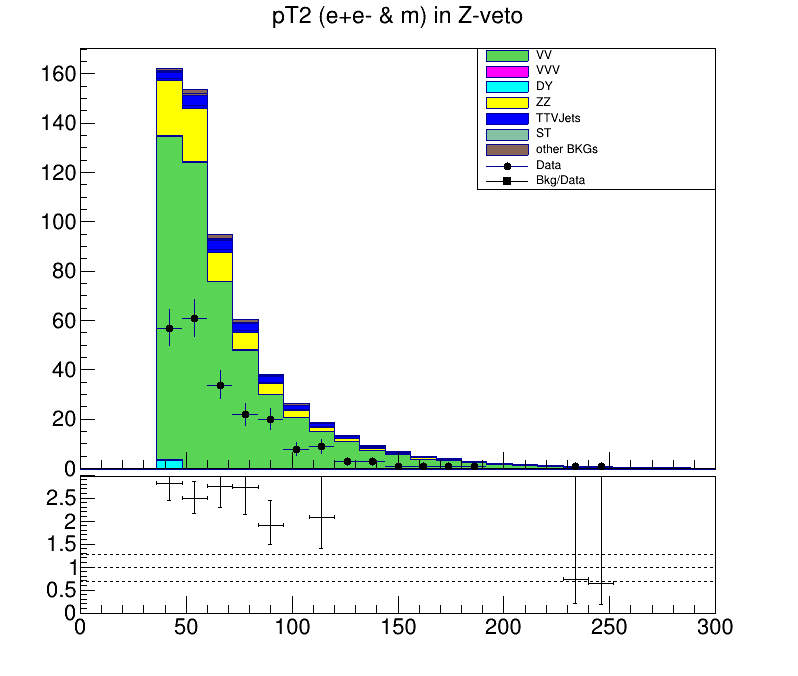 pT2 (e+e- & m) in Z-veto
160
140
120
100
80
60
40
20
0
VV
VVV
DY
ZZ
TTVJets
ST
other BKGs
Data
Bkg/Data
2.5
2
1.5
1
0.5
0
0 50 100 150 200 250 300